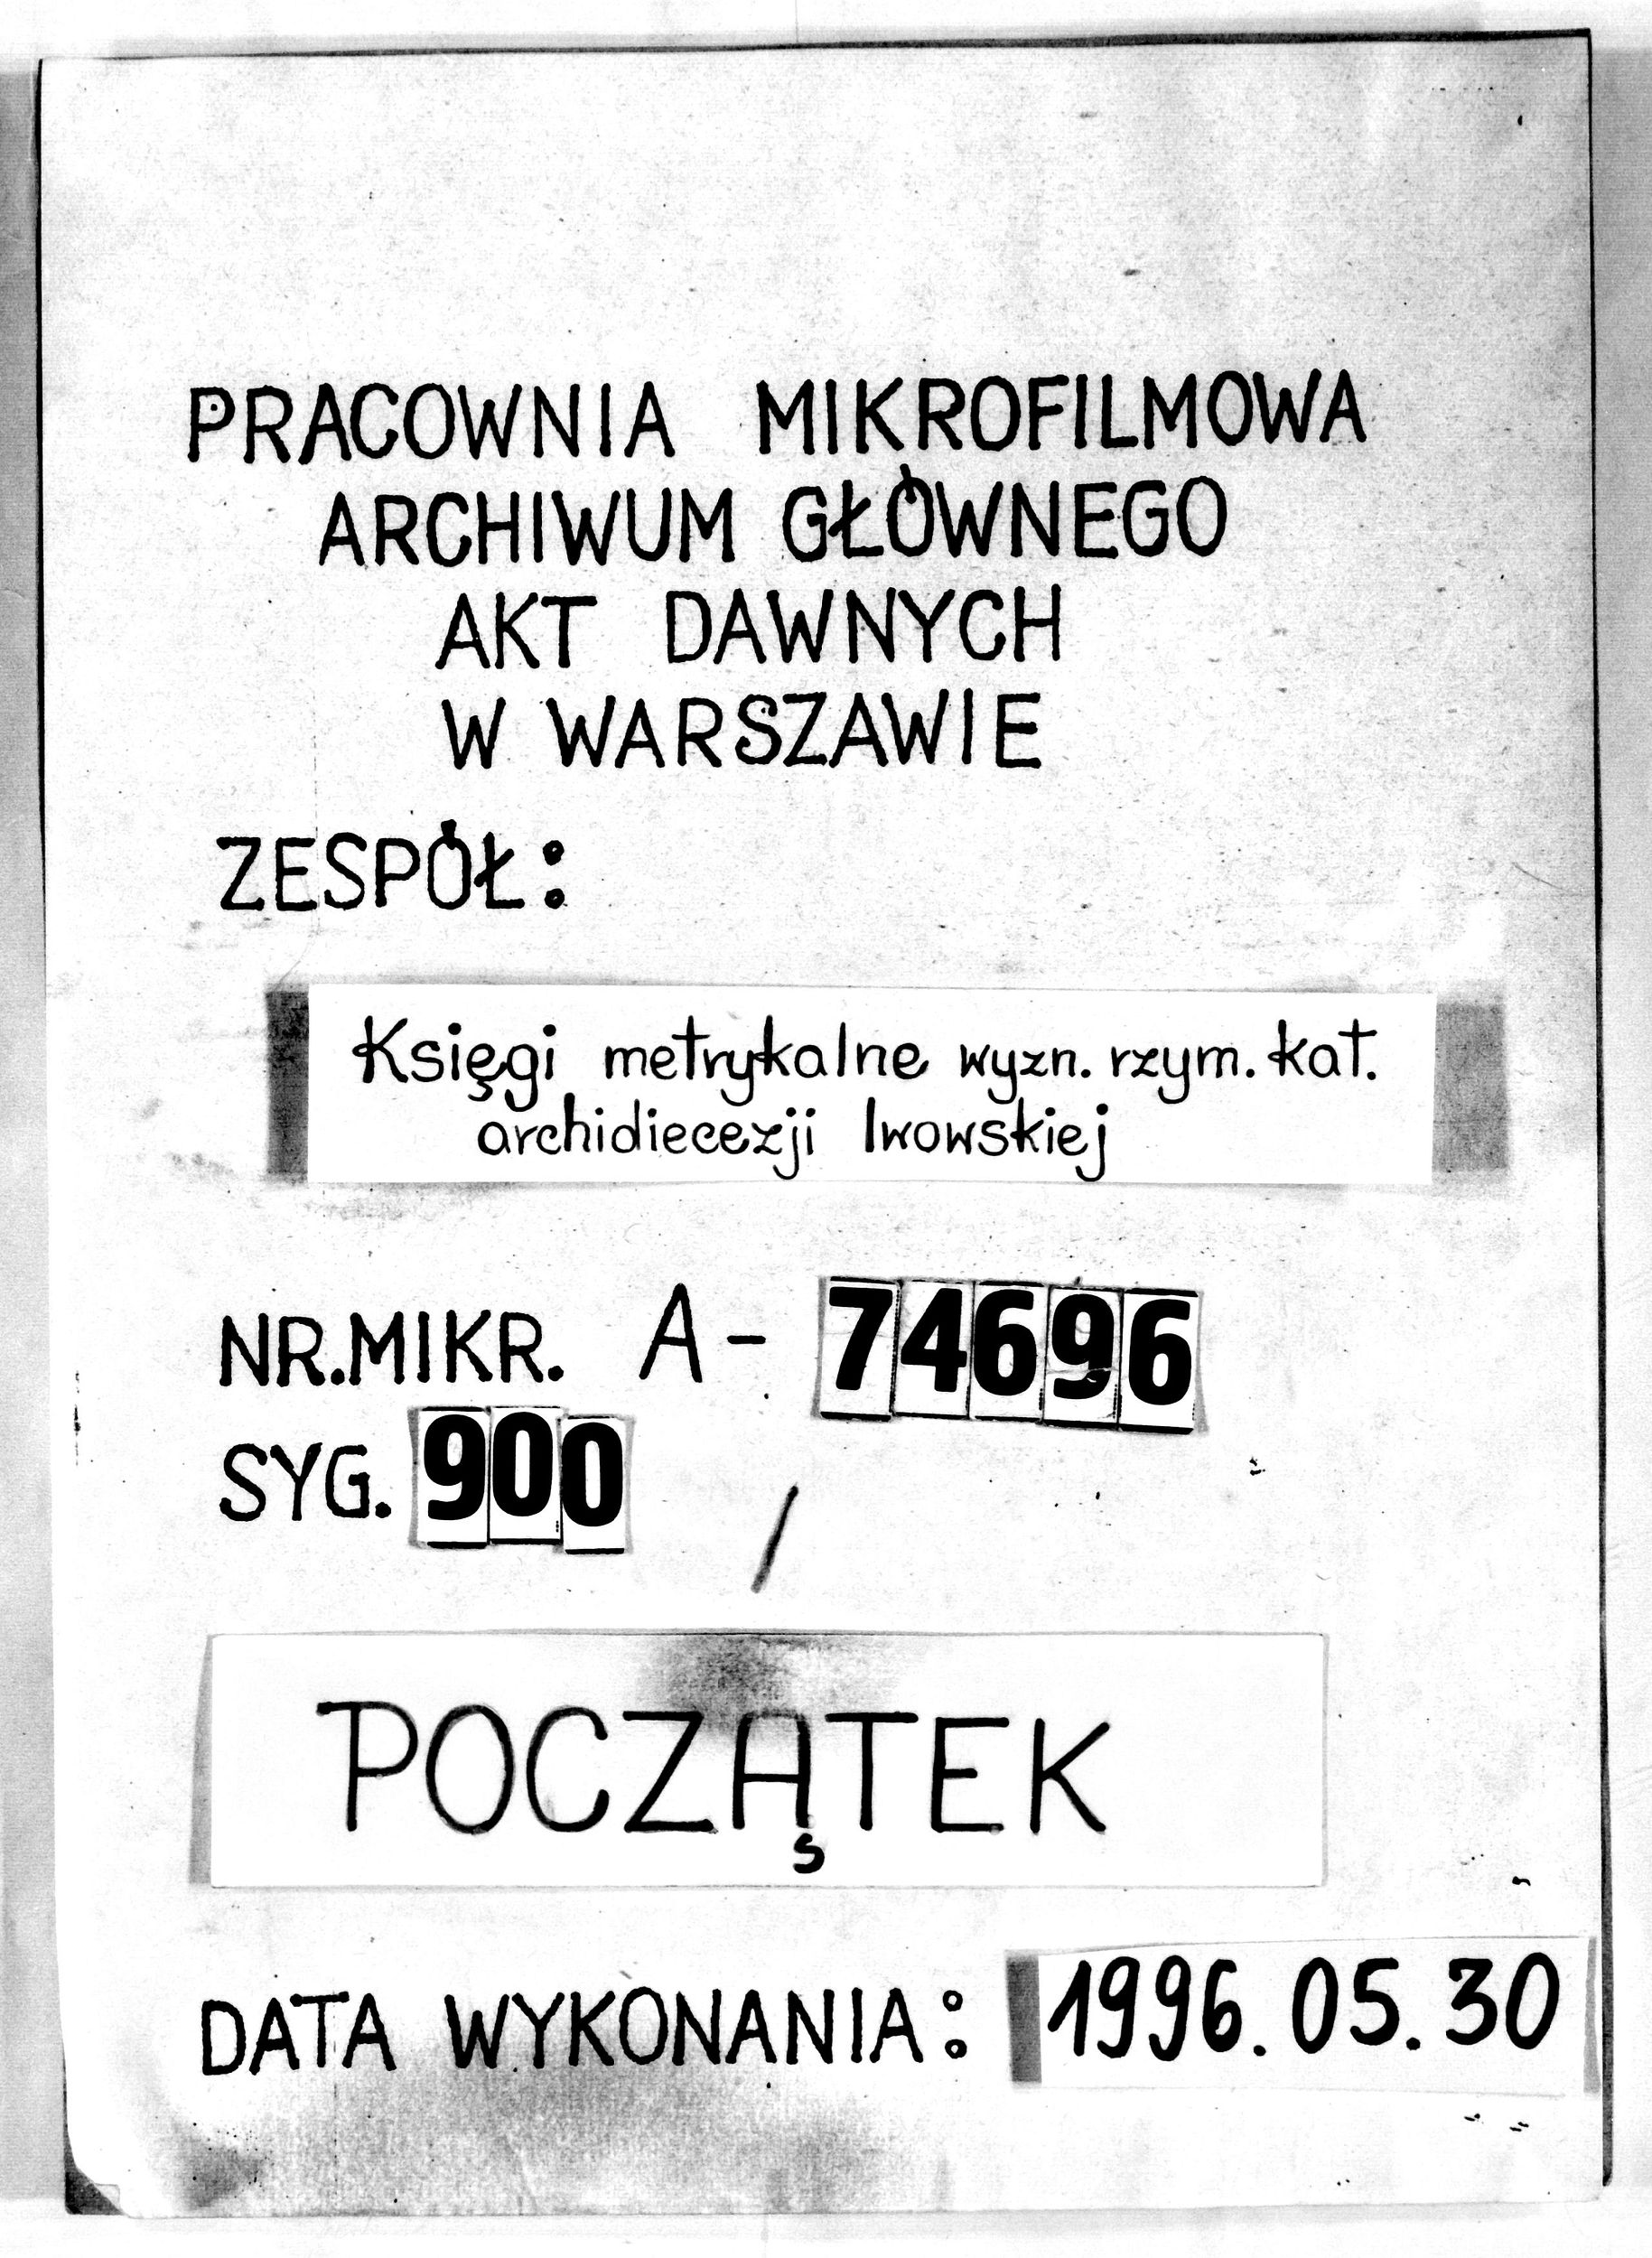 PRACOWNIA MIKROFILMOWA
ARCHIWUM GŁÓWNEGO
AKT DAWNYCH
W WARSZAWIE
ZESPÓŁ:
Księgi metrykalne wyzn. rzym. kat.
archidiecezji lwowskiej
NR.MIKR. A- 74696
SYG. 900 /
POCZĄTEK
DATA WYKONANIA: 1996.05.30